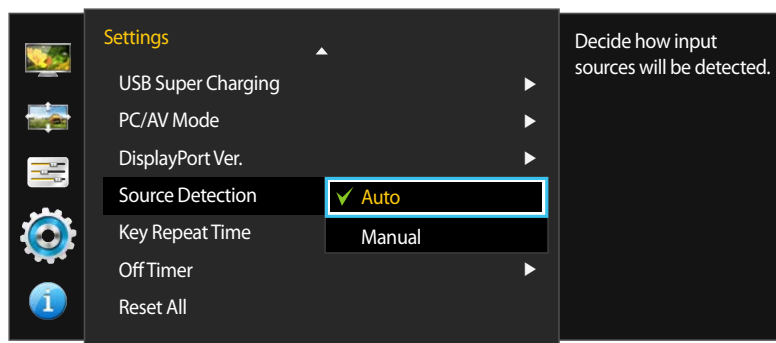 Settings
USB Super Charging
PC/AV Mode
DisplayPort Ver.
Source Detection
Auto
Key Repeat Time
Manual
Off Timer
Reset All
Decide how input
sources will be detected.